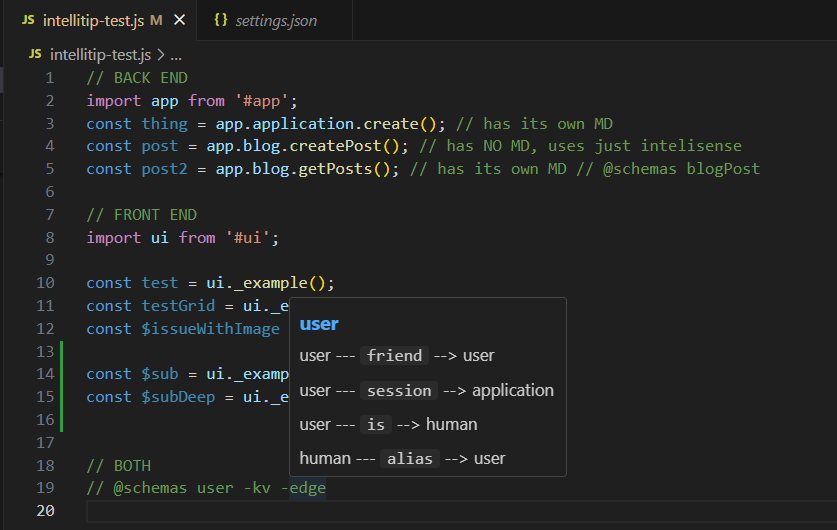 JS intellitip-test.js M ✕ {} settings.json
JS intellitip-test.js > ...
1 // BACK END
2 import app from '#app';
3 const thing = app.application.create(); // has its own MD
4 const post = app.blog.createPost(); // has NO MD, uses just intelisense
5 const post2 = app.blog.getPosts(); // has its own MD // @schemas blogPost
6
7 // FRONT END
8 import ui from '#ui';
9
10 const test = ui._example();
11 const testGrid = ui._e
12 const $issueWithImage
13
14 const $sub = ui._examp
15 const $subDeep = ui._e
16
17
18 // BOTH
19 // @schemas user -kv -edge
20
user
user --- friend --> user
user --- session --> application
user --- is --> human
human --- alias --> user